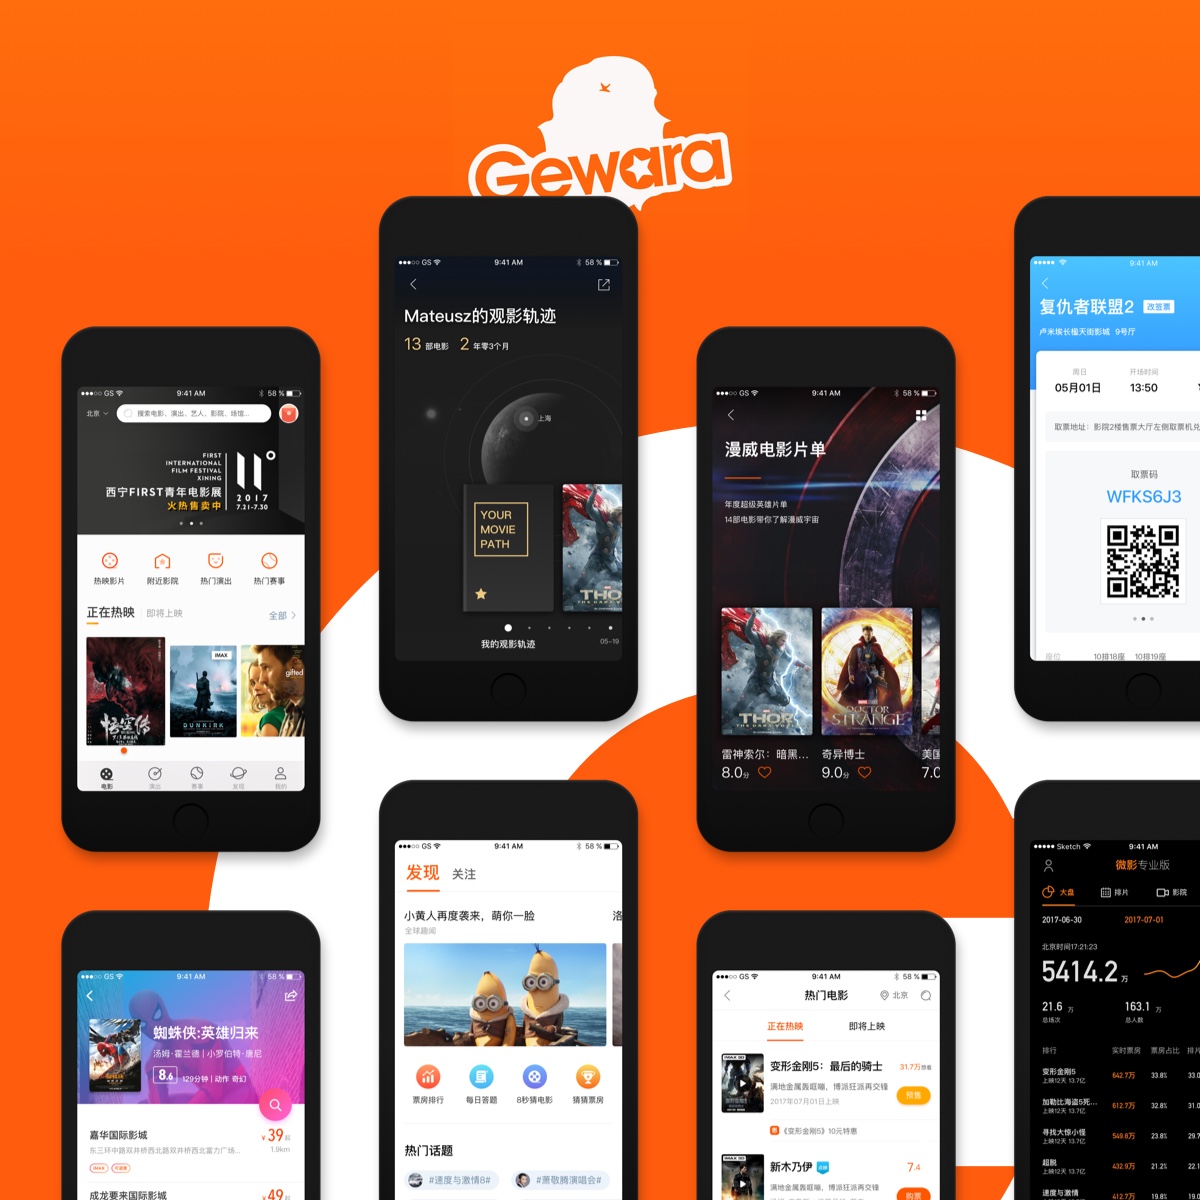 Gewara
GS
9:41 AM
58 %
Mateusz的观影轨迹
13 部电影 2 年零3个月
上海
YOUR
MOVIE
PATH
THOR
我的观影轨迹
05-19
9:41 AM
复仇者联盟2 改签票
卢米埃长楹天街影城 9号厅
周日
开场时间
05月01日
13:50
取票地址：影院2楼售票大厅左侧取票机兑
取票码
WFKS6J3
座位 10排18座 10排19座
GS
9:41 AM
58 %
北京
搜索电影、演出、艺人、影院、场馆...
FIRST
INTERNATIONAL
FILM FESTIVAL
XINING
西宁FIRST青年电影展
火热售卖中
11°
2017
7.21-7.30
热映影片
附近影院
热门演出
热门赛事
正在热映
即将上映
全部
悟空传
IMAX
DUNKIRK
gifted
电影
演出
赛事
发现
我的
GS
9:41 AM
58 %
漫威电影片单
年度超级英雄片单
14部电影带你了解漫威宇宙
THOR
DOCTOR
STRANGE
雷神索尔：暗黑...
奇异博士
美国
8.0分
9.0分
7.0
GS
9:41 AM
58 %
发现
关注
小黄人再度袭来，萌你一脸
洛
全球趣闻
票房排行
每日答题
8秒猜电影
猜猜票房
热门话题
#速度与激情8#
#萧敬腾演唱会#
Sketch
9:41 AM
微影专业版
大盘
排片
影院
2017-06-30
2017-07-01
北京时间17:21:23
5414.2万
21.6 万
163.1 万
总场次
总人数
排行
实时票房
票房占比
排片
变形金刚5
上映12天 13.7亿
642.7万
33.8%
33.0
加勒比海盗5死...
上映12天 13.7亿
612.7万
32.8%
31.0
寻找大惊小怪
上映12天 13.7亿
549.8万
23.8%
29.7
超脱
上映12天 13.7亿
432.9万
21.2%
22.1
速度与激情
412.7万
19.8%
19.0
GS
9:41 AM
58 %
蜘蛛侠:英雄归来
汤姆·霍兰德 | 小罗伯特·唐尼
8.6
129分钟 | 动作 奇幻
嘉华国际影城
¥39起
东三环中路双井桥西北路双井桥西北富力广场...
1.9km
IMAX
成龙耍来国际影城
¥49起
GS
9:41 AM
58 %
热门电影
北京
正在热映
即将上映
IMAX 3D
变形金刚5：最后的骑士
31.7万想看
满地金属轰哐嘣，博派狂派再交锋
2017年07月01日上映
预售
惠
《变形金刚5》10元特惠
IMAX 3D
新木乃伊
7.4
满地金属轰哐嘣，博派狂派再交锋
购票